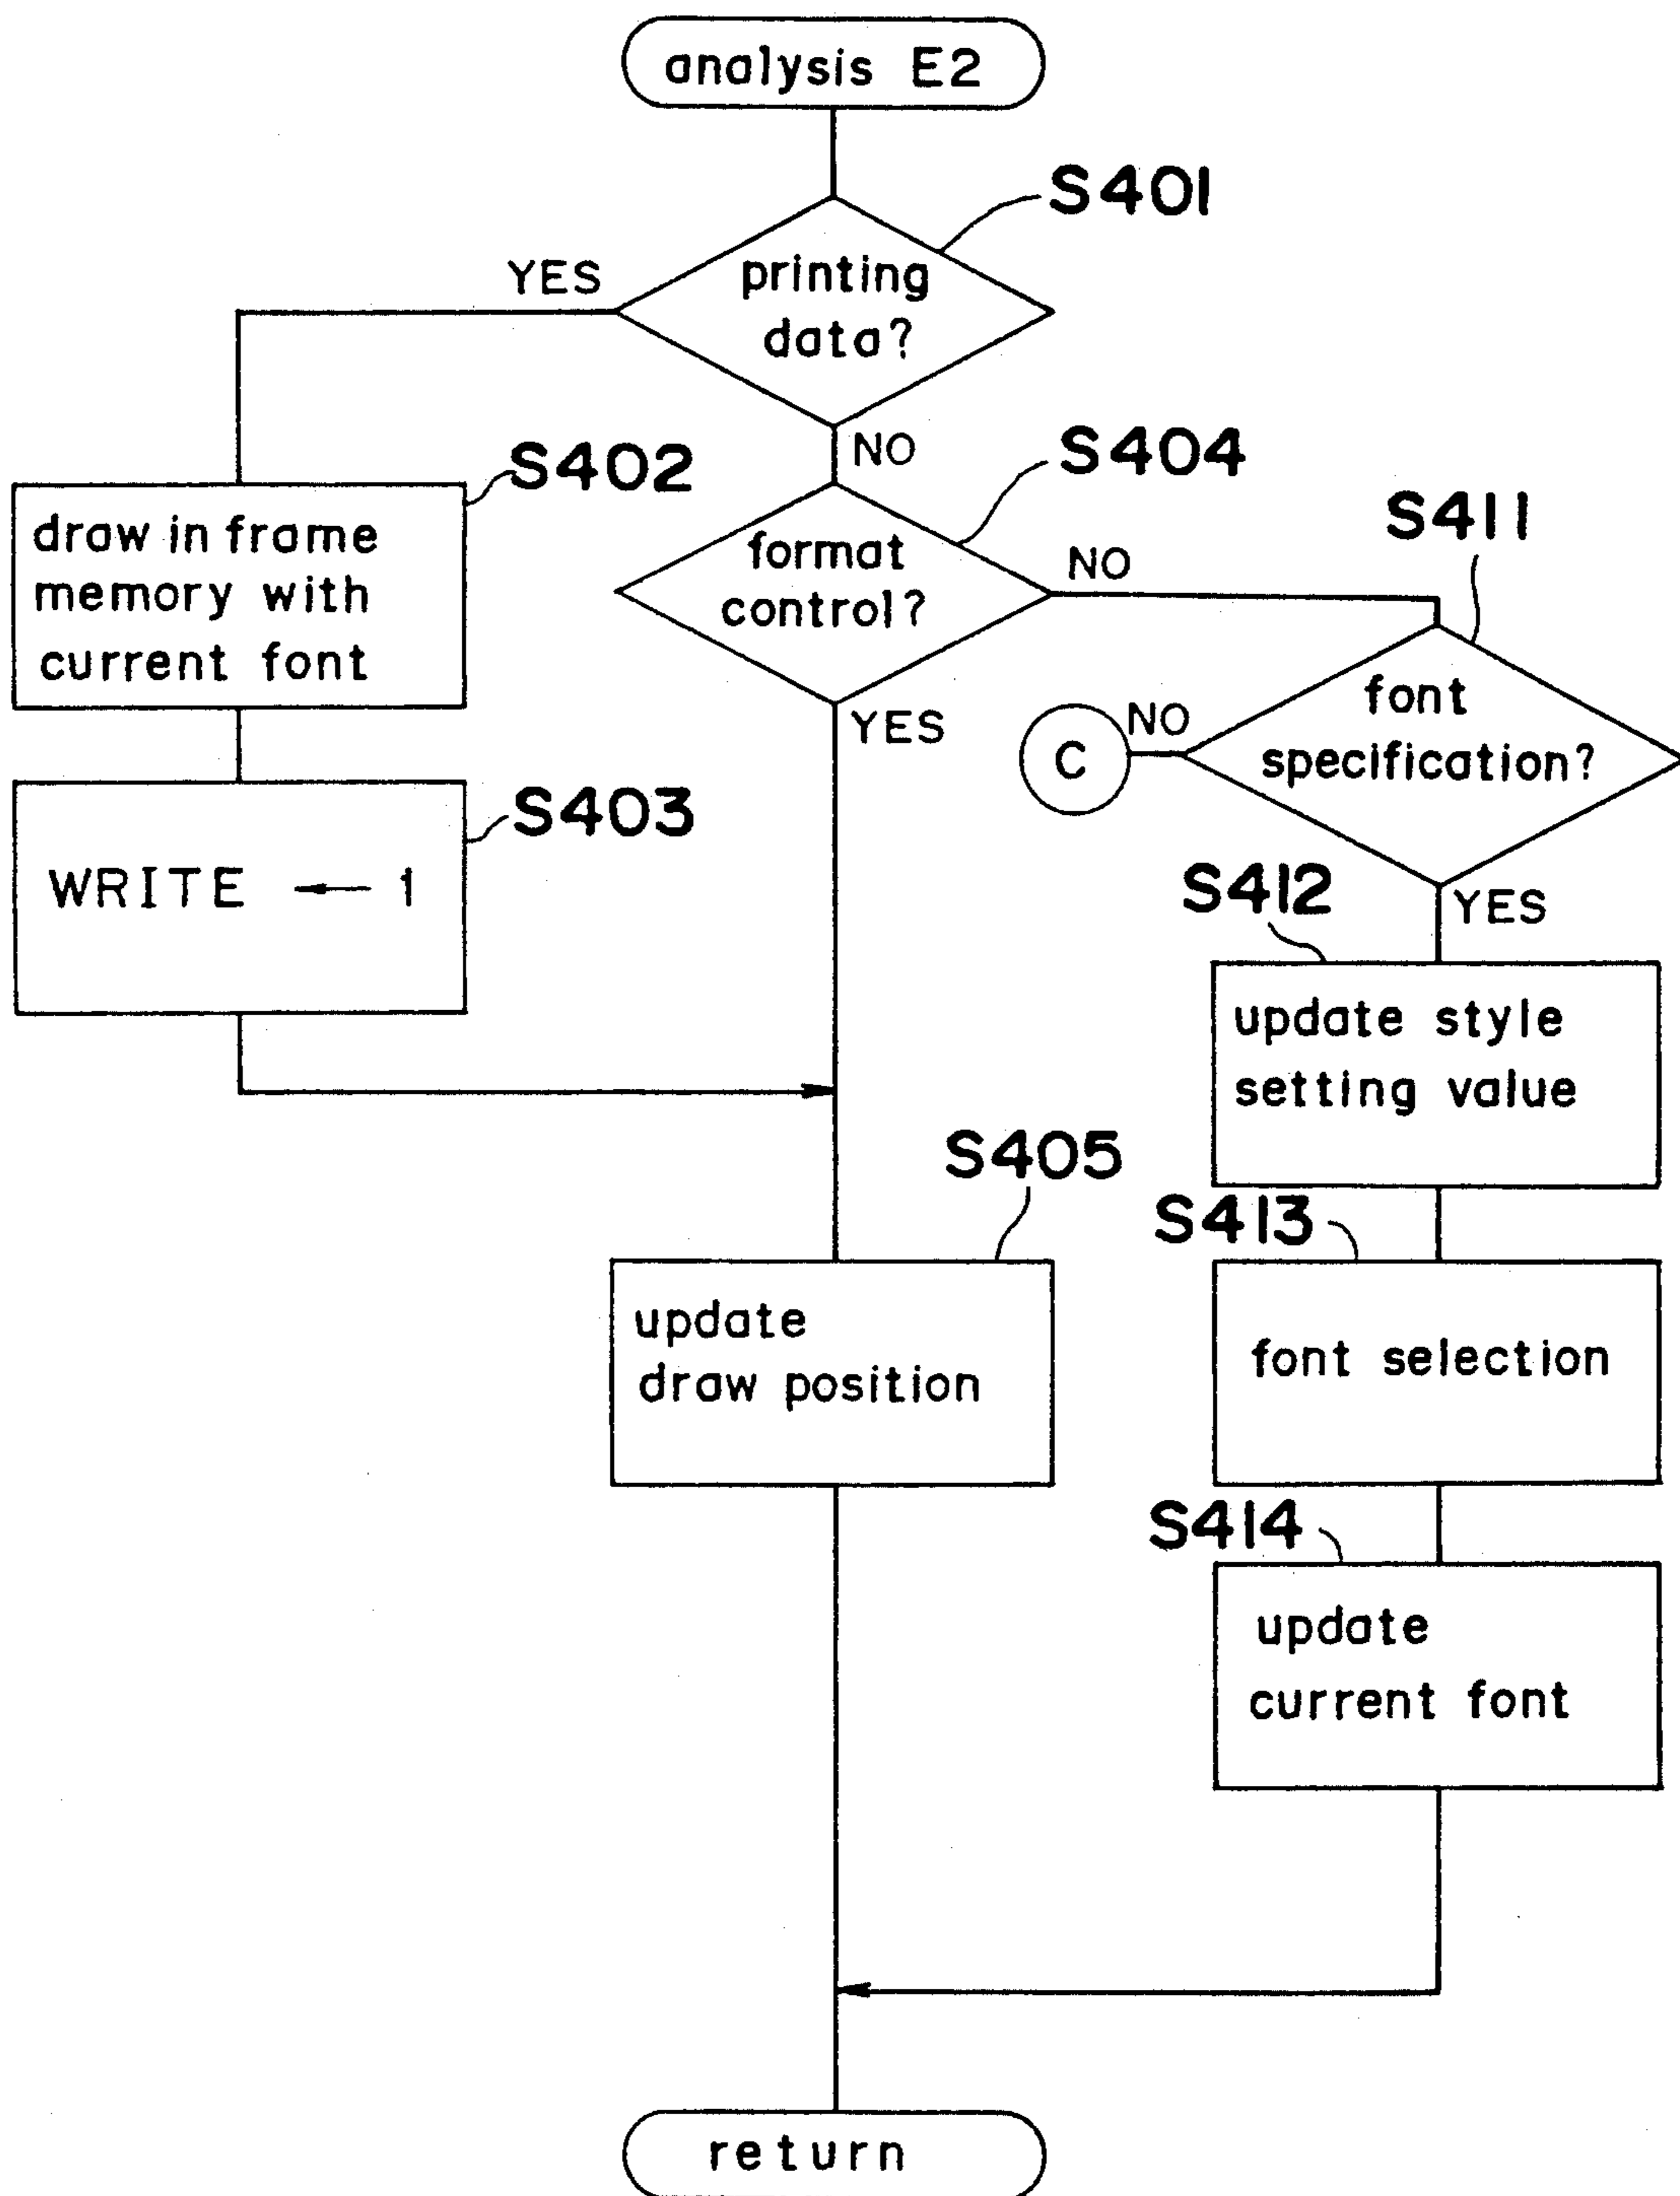 analysis E2
S401
YES
printing
data?
NO
S402
draw in frame
memory with
current font
S404
format
control?
NO
YES
S411
font
specification?
NO
C
YES
S403
WRITE ← 1
S412
update style
setting value
S405
update
draw position
S413
font selection
S414
update
current font
return